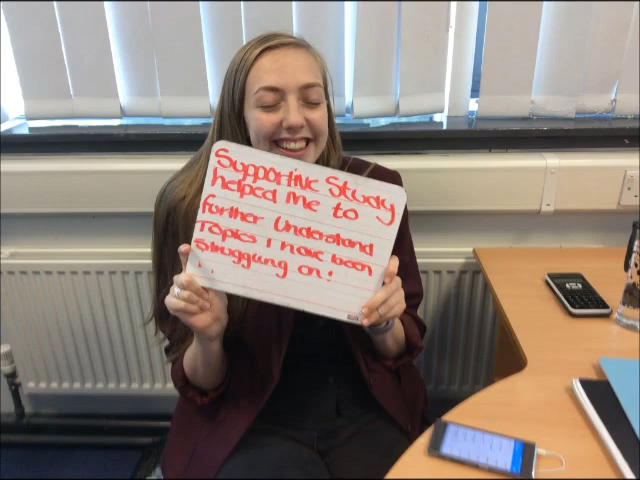 Supportive Study
helped Me to
further Understand
Topics I have been
Struggling on!